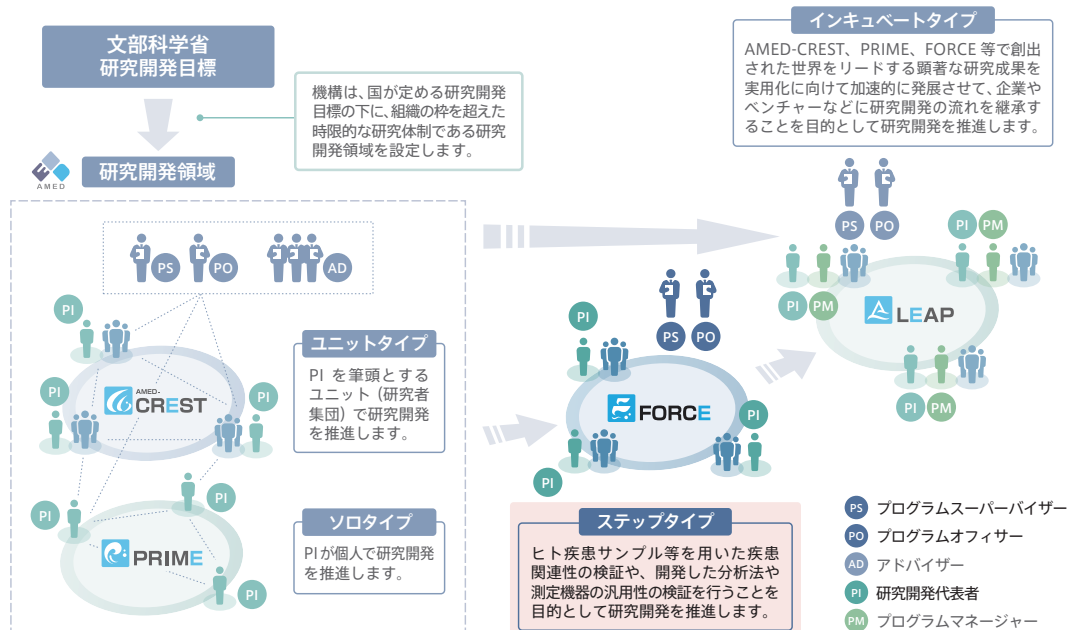 文部科学省
研究開発目標
機構は、国が定める研究開発
目標の下に、組織の枠を超えた
時限的な研究体制である研究
開発領域を設定します。
AMED
研究開発領域
インキュベートタイプ
AMED-CREST、PRIME、FORCE 等で創出
された世界をリードする顕著な研究成果を
実用化に向けて加速的に発展させて、企業や
ベンチャーなどに研究開発の流れを継承す
ることを目的として研究開発を推進します。
PS
PO
AD
PI
PI
PI
AMED-
CREST
ユニットタイプ
PI を筆頭とする
ユニット（研究者
集団）で研究開発
を推進します。
PI
PI
PI
PRIME
ソロタイプ
PIが個人で研究開発
を推進します。
PS
PO
PI
PI
PI
FORCE
ステップタイプ
ヒト疾患サンプル等を用いた疾患
関連性の検証や、開発した分析法や
測定機器の汎用性の検証を行うことを
目的として研究開発を推進します。
PS
PO
PI
PM
PI
PM
LEAP
PI
PM
PS プログラムスーパーバイザー
PO プログラムオフィサー
AD アドバイザー
PI 研究開発代表者
PM プログラムマネージャー